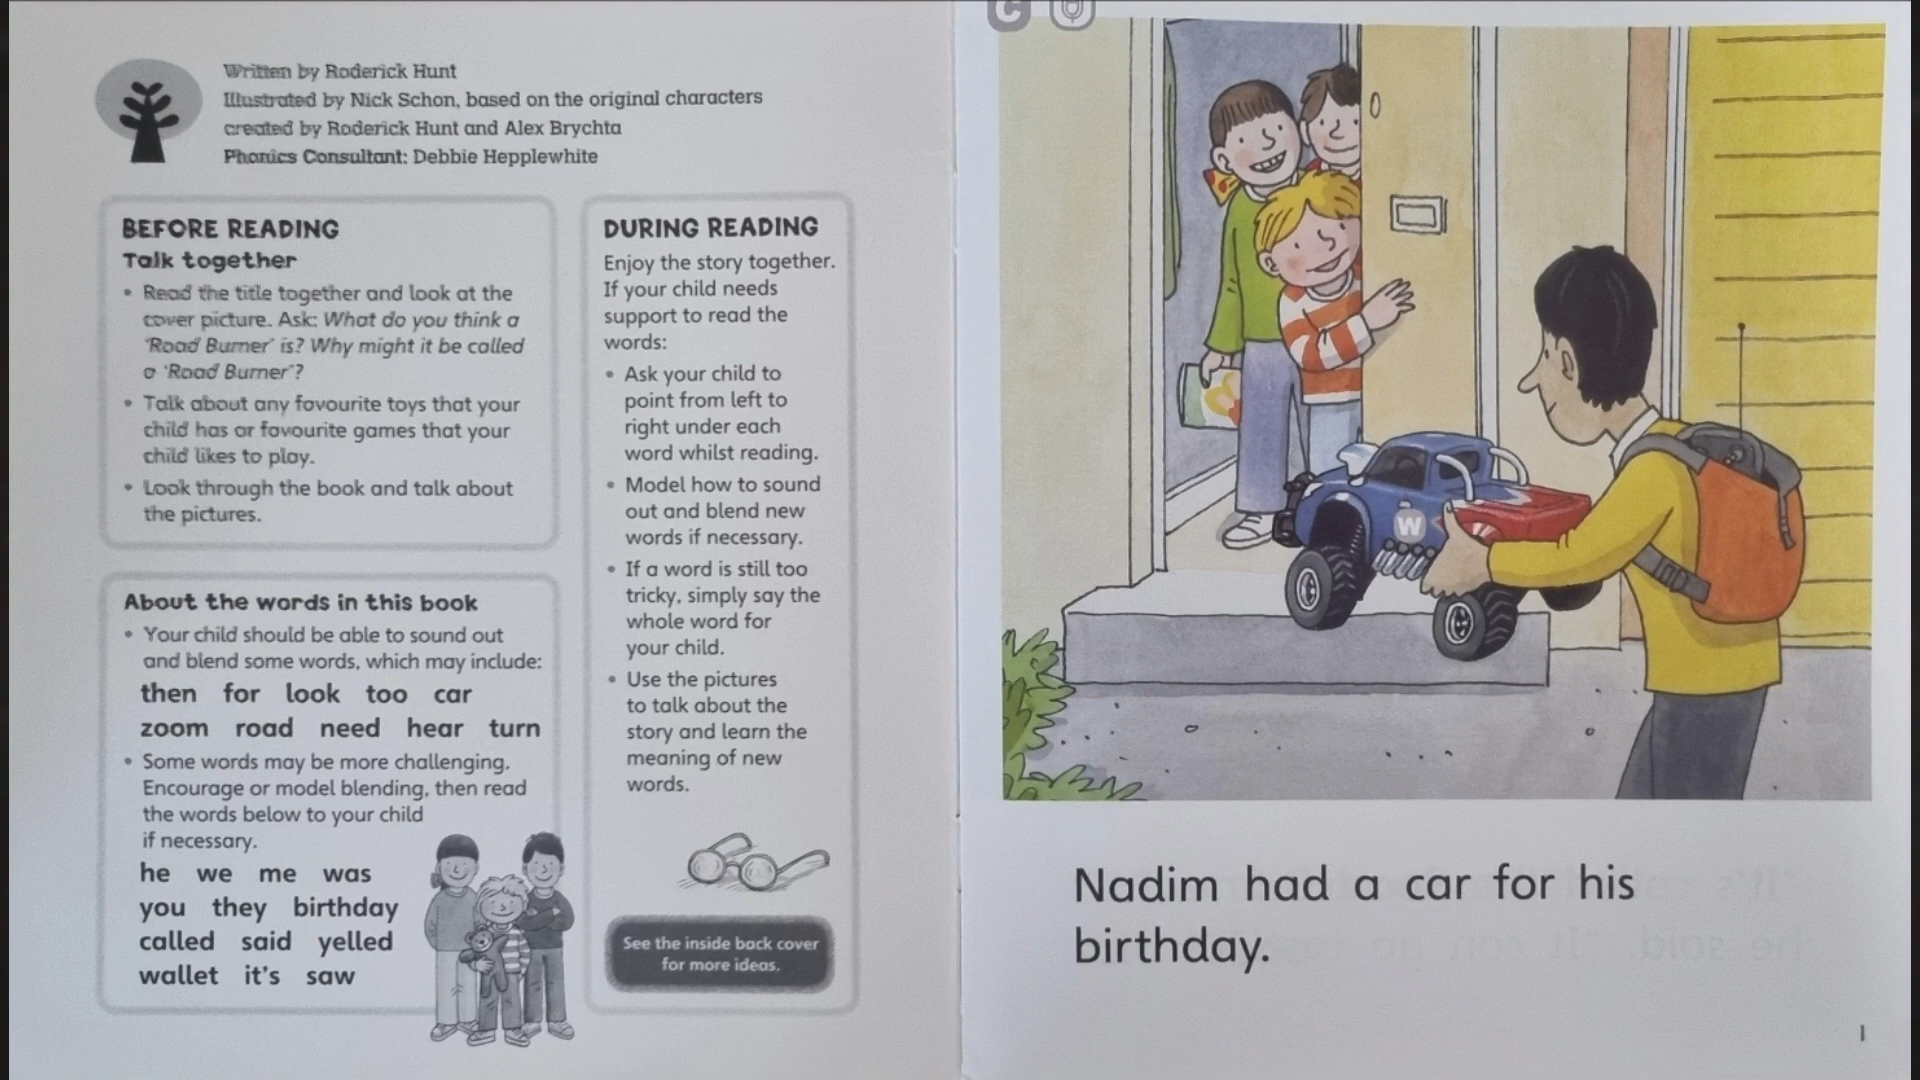 Written by Roderick Hunt
Illustrated by Nick Schon, based on the original characters
created by Roderick Hunt and Alex Brychta
Phonics Consultant: Debbie Hepplewhite
BEFORE READING
Talk together
• Read the title together and look at the
cover picture. Ask: What do you think a
'Road Burner' is? Why might it be called
a 'Road Burner'?
• Talk about any favourite toys that your
child has or favourite games that your
child likes to play.
• Look through the book and talk about
the pictures.
About the words in this book
• Your child should be able to sound out
and blend some words, which may include:
then for look too car
zoom road need hear turn
• Some words may be more challenging.
Encourage or model blending, then read
the words below to your child
if necessary.
he we me was
you they birthday
called said yelled
wallet it's saw
DURING READING
Enjoy the story together.
If your child needs
support to read the
words:
• Ask your child to
point from left to
right under each
word whilst reading.
• Model how to sound
out and blend new
words if necessary.
• If a word is still too
tricky, simply say the
whole word for
your child.
• Use the pictures
to talk about the
story and learn the
meaning of new
words.
See the inside back cover
for more ideas.
C
W
Nadim had a car for his
birthday.
1